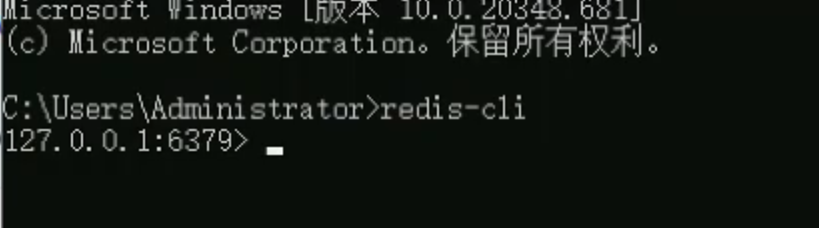 Microsoft Windows [版本 10.0.20348.681]
(c) Microsoft Corporation。保留所有权利。
C:\Users\Administrator>redis-cli
127.0.0.1:6379>